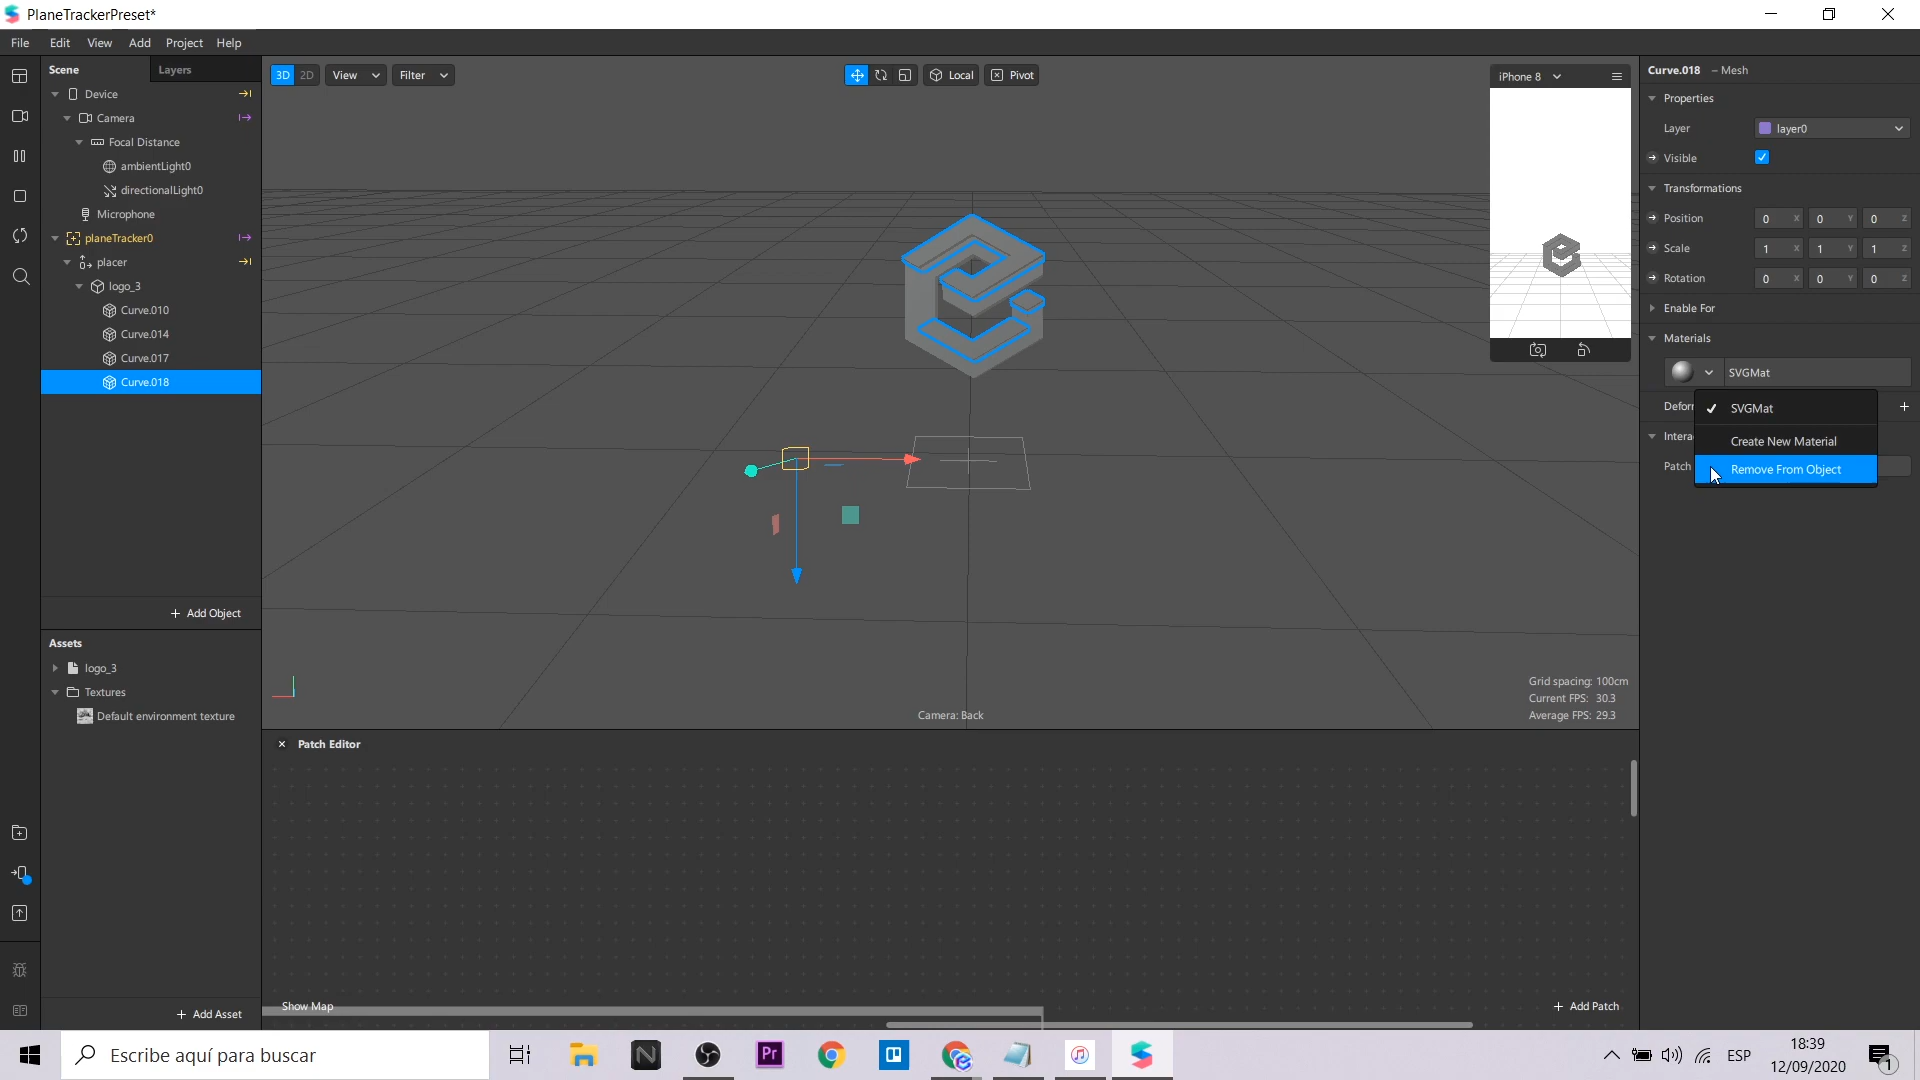 PlaneTrackerPreset*
File Edit View Add Project Help
Scene Layers
Device
Camera
Focal Distance
ambientLight0
directionalLight0
Microphone
planeTracker0
placer
logo_3
Curve.010
Curve.014
Curve.017
Curve.018
+ Add Object
Assets
logo_3
Textures
Default environment texture
+ Add Asset
3D 2D View Filter Local Pivot
iPhone 8
Grid spacing: 100cm
Current FPS: 30.3
Average FPS: 29.3
Camera: Back
Patch Editor
Show Map
+ Add Patch
Curve.018 – Mesh
Properties
Layer layer0
Visible
Transformations
Position 0 X 0 Y 0 Z
Scale 1 X 1 Y 1 Z
Rotation 0 X 0 Y 0 Z
Enable For
Materials
SVGMat
Defor
SVGMat
Intera
Create New Material
Patch
Remove From Object
Escribe aquí para buscar
Pr
ESP
18:39
12/09/2020
1